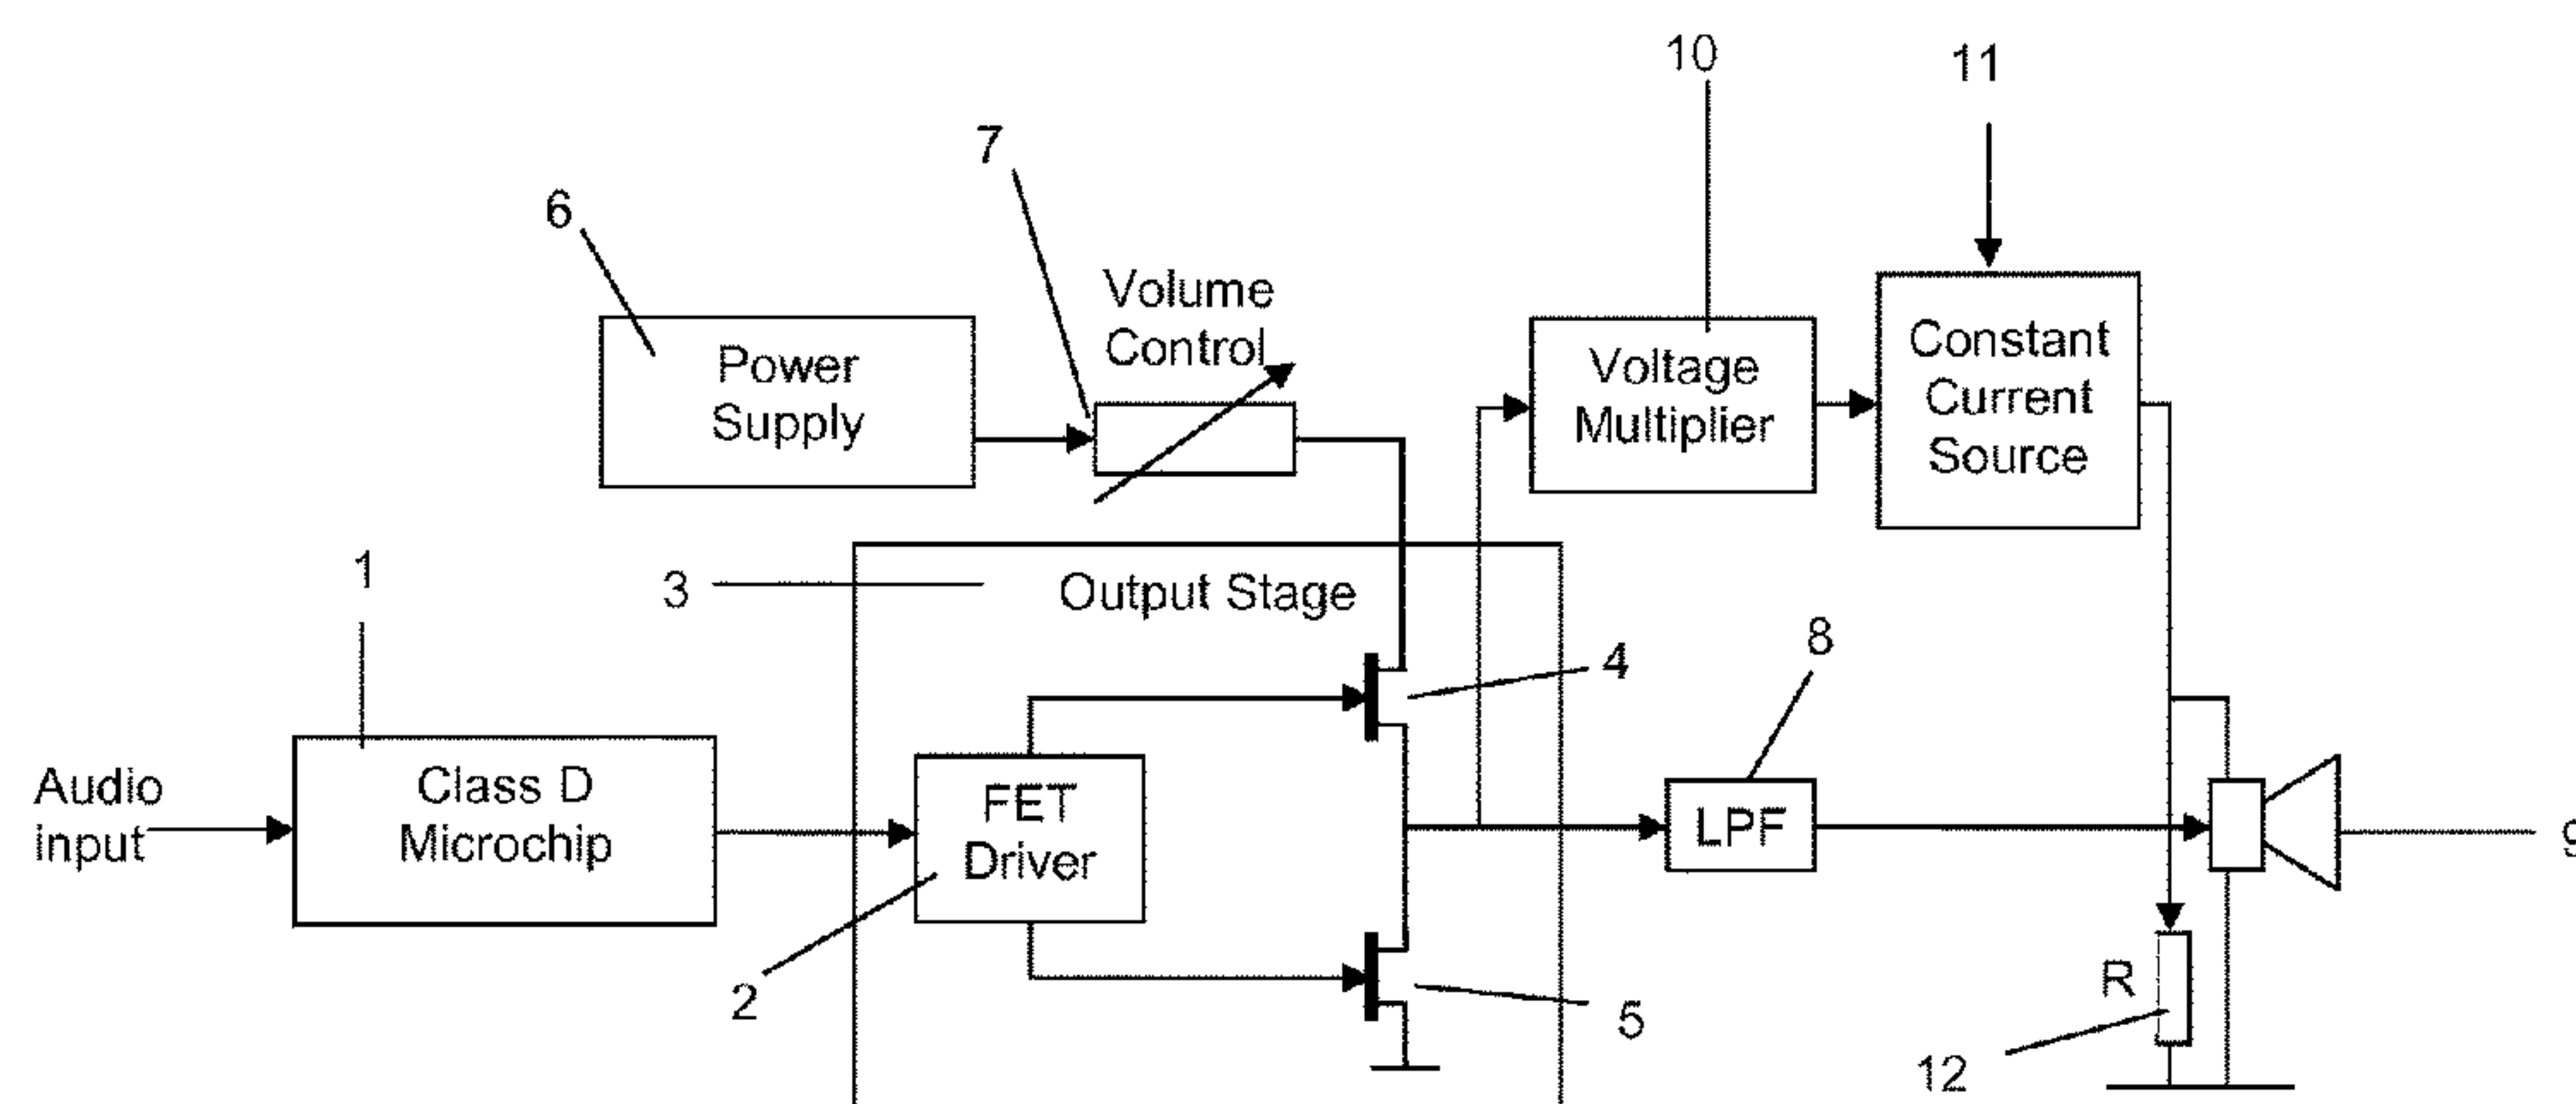 10
11
7
6
Volume
Control
Power
Supply
Voltage
Multiplier
Constant
Current
Source
1
3
Output Stage
4
8
Audio
input
Class D
Microchip
FET
Driver
LPF
9
2
5
R
12